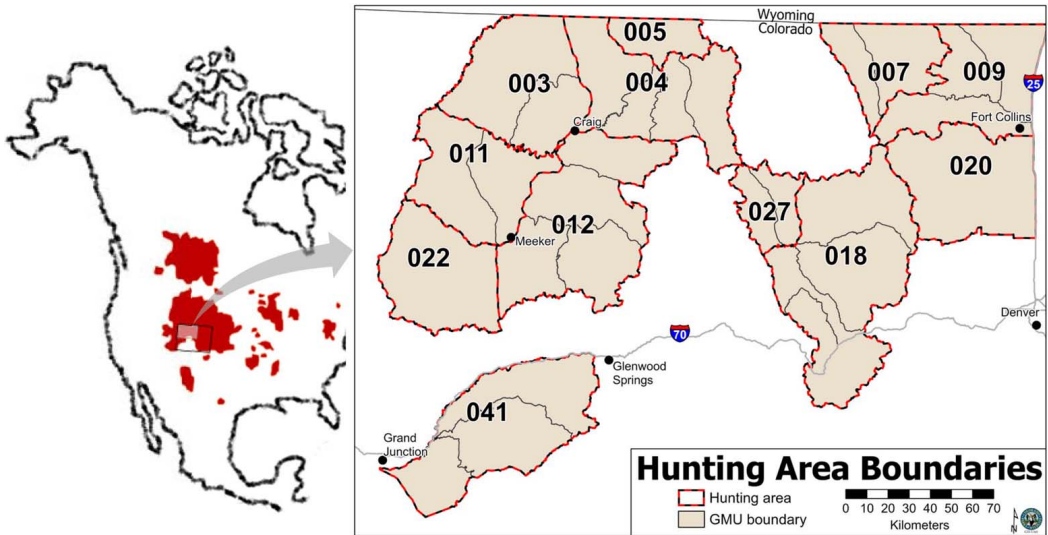 Wyoming
Colorado
005
003
004
007
009
25
Craig
Fort Collins
011
020
027
012
Meeker
018
022
70
Denver
Glenwood
Springs
041
Grand
Junction
Hunting Area Boundaries
Hunting area
GMU boundary
0 10 20 30 40 50 60 70
Kilometers
N